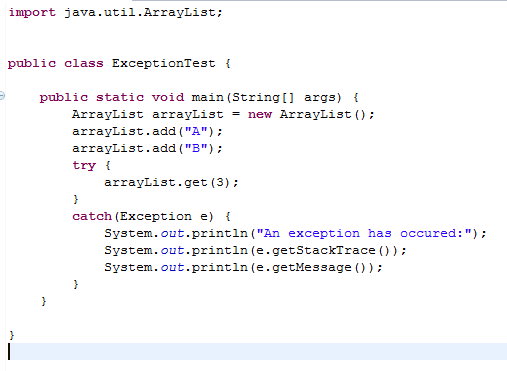 import java.util.ArrayList;
public class ExceptionTest {
public static void main(String[] args) {
ArrayList arrayList = new ArrayList();
arrayList.add("A");
arrayList.add("B");
try {
arrayList.get(3);
}
catch(Exception e) {
System.out.println("An exception has occured:");
System.out.println(e.getStackTrace());
System.out.println(e.getMessage());
}
}
}